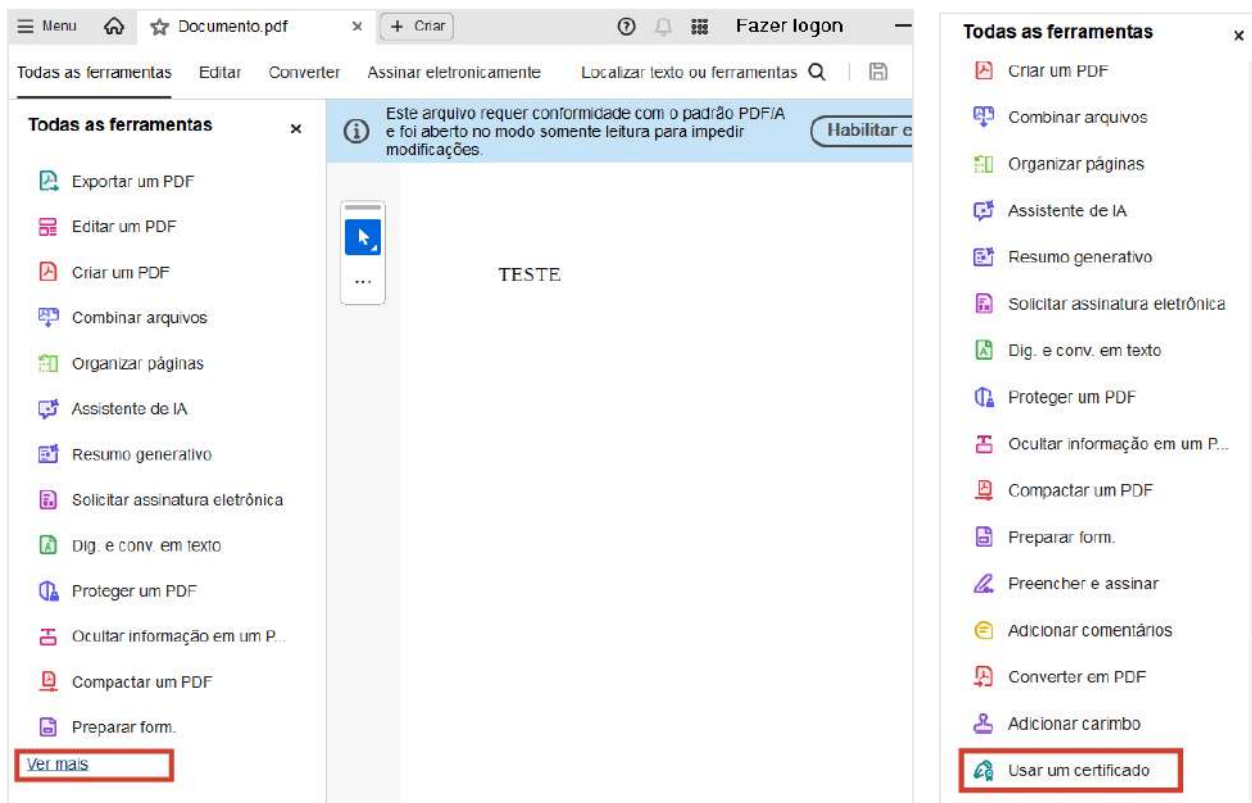 Menu
Documento.pdf
Criar
Fazer logon
Todas as ferramentas
Editar
Converter
Assinar eletronicamente
Localizar texto ou ferramentas
Todas as ferramentas
Exportar um PDF
Editar um PDF
Criar um PDF
Combinar arquivos
Organizar páginas
Assistente de IA
Resumo generativo
Solicitar assinatura eletrônica
Dig. e conv. em texto
Proteger um PDF
Ocultar informação em um P...
Compactar um PDF
Preparar form.
Ver mais
Este arquivo requer conformidade com o padrão PDF/A
e foi aberto no modo somente leitura para impedir
modificações.
Habilitar e
TESTE
Todas as ferramentas
Criar um PDF
Combinar arquivos
Organizar páginas
Assistente de IA
Resumo generativo
Solicitar assinatura eletrônica
Dig. e conv. em texto
Proteger um PDF
Ocultar informação em um P...
Compactar um PDF
Preparar form.
Preencher e assinar
Adicionar comentários
Converter em PDF
Adicionar carimbo
Usar um certificado